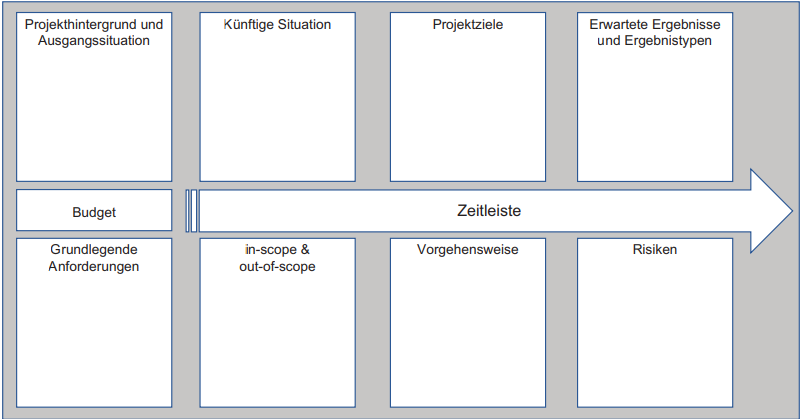 Projekthintergrund und
Ausgangssituation
Künftige Situation
Projektziele
Erwartete Ergebnisse
und Ergebnistypen
Budget
Zeitleiste
Grundlegende
Anforderungen
in-scope &
out-of-scope
Vorgehensweise
Risiken